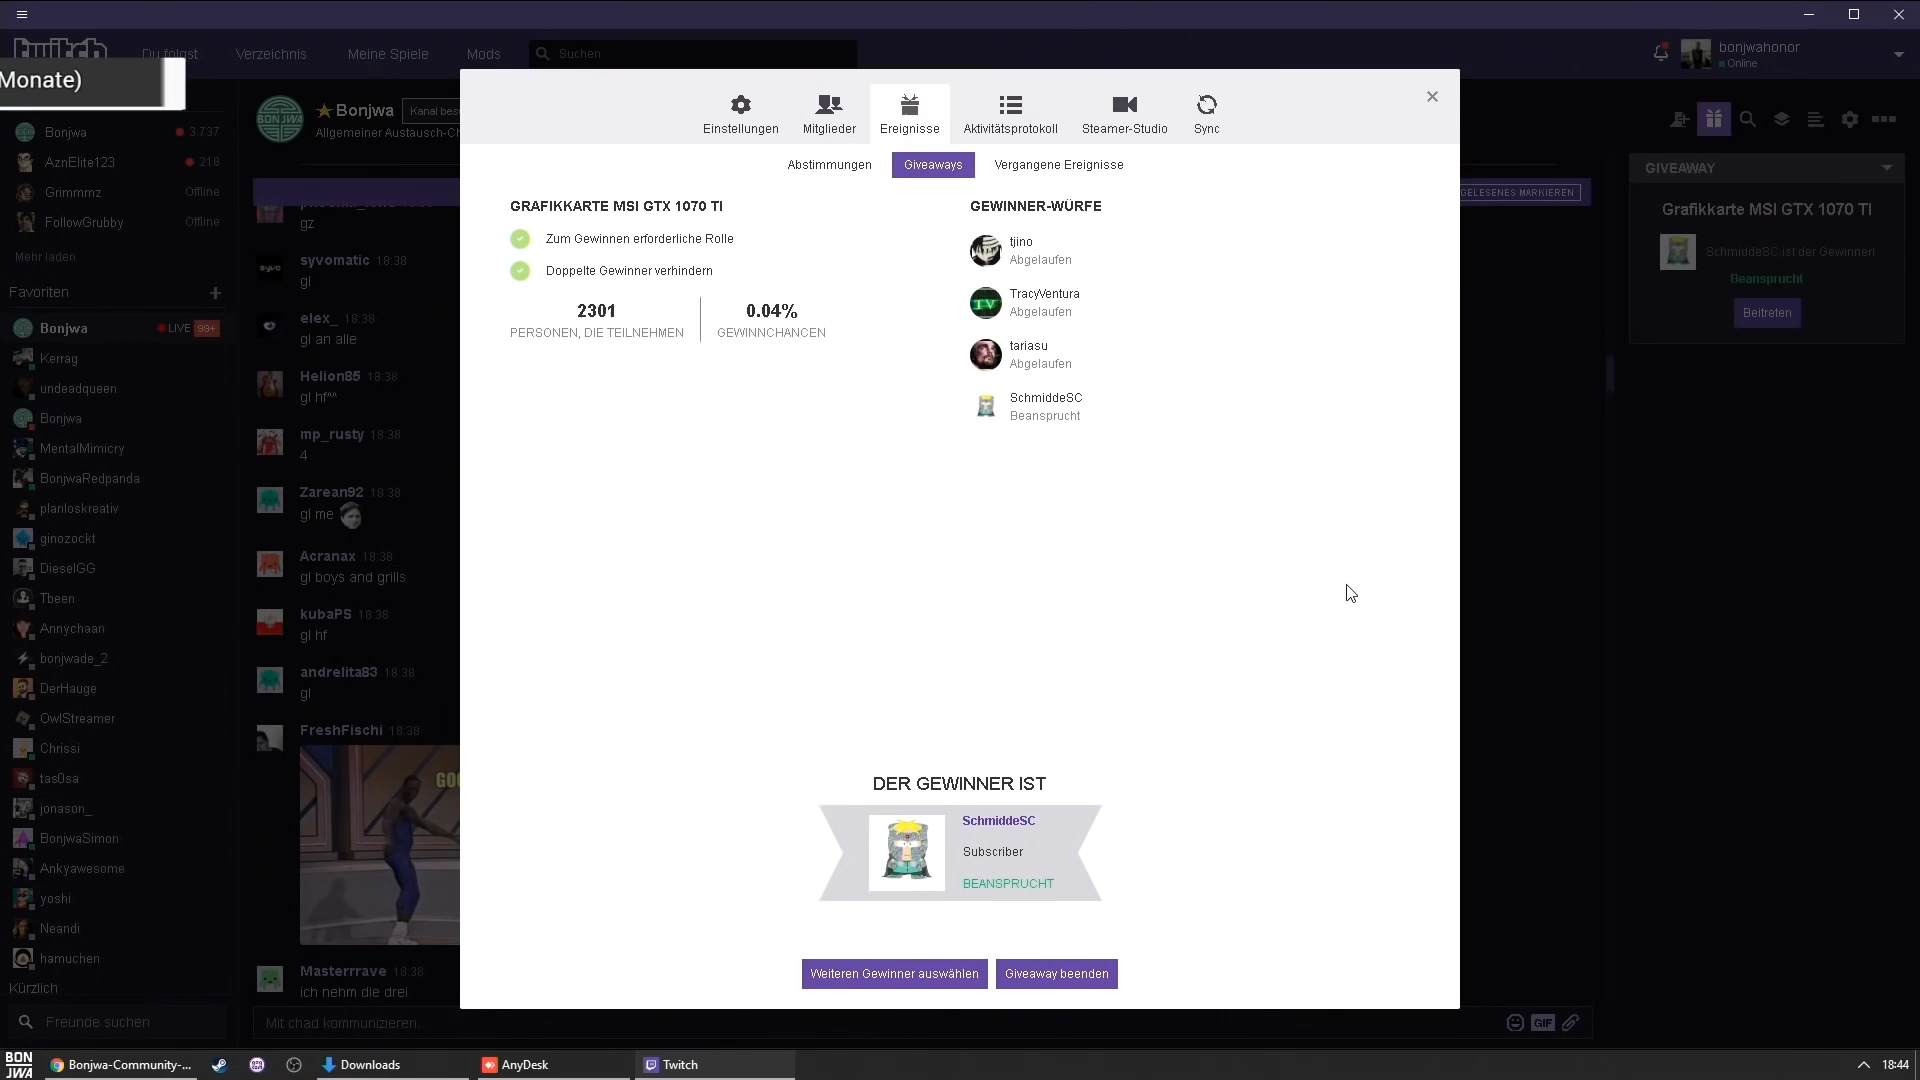 twitch
Du folgst
Verzeichnis
Meine Spiele
Mods
Suchen
bonjwahonor
Online
Monate)
Bonjwa
3.737
AznElite123
218
Grimmmz
Offline
FollowGrubby
Offline
Mehr laden
Favoriten
Bonjwa
LIVE
99+
Kerrag
undeadqueen
Bonjwa
MentalMimicry
BonjwaRedpanda
planloskreativ
ginozockt
DieselGG
Tbeen
Annychaan
bonjwade_2
DerHauge
OwlStreamer
Chrissi
tas0sa
jonason_
BonjwaSimon
Ankyawesome
yoshi
Neandi
hamuchen
Kürzlich
Freunde suchen
BONJWA
Bonjwa
Kanal bes
Allgemeiner Austausch-Ch
gz
syvomatic 18:38
gl
elex_ 18:38
gl an alle
Helion85 18:38
gl hf^^
mp_rusty 18:38
4
Zarean92 18:38
gl me
Acranax 18:38
gl boys and grills
kubaPS 18:38
gl hf
andrelita83 18:38
gl
FreshFischi 18:38
GOO
Masterrrave 18:38
ich nehm die drei
Mit chad kommunizieren...
GIF
Einstellungen
Mitglieder
Ereignisse
Aktivitätsprotokoll
Steamer-Studio
Sync
Abstimmungen
Giveaways
Vergangene Ereignisse
GRAFIKKARTE MSI GTX 1070 TI
Zum Gewinnen erforderliche Rolle
Doppelte Gewinner verhindern
2301
PERSONEN, DIE TEILNEHMEN
0.04%
GEWINNCHANCEN
GEWINNER-WÜRFE
tjino
Abgelaufen
TV
TracyVentura
Abgelaufen
tariasu
Abgelaufen
SchmiddeSC
Beansprucht
DER GEWINNER IST
SchmiddeSC
Subscriber
BEANSPRUCHT
Weiteren Gewinner auswählen
Giveaway beenden
GELESENES MARKIEREN
GIVEAWAY
Grafikkarte MSI GTX 1070 TI
SchmiddeSC ist der Gewinner!
Beansprucht
Beitreten
BON
JWA
Bonjwa-Community-...
Downloads
AnyDesk
Twitch
18:44